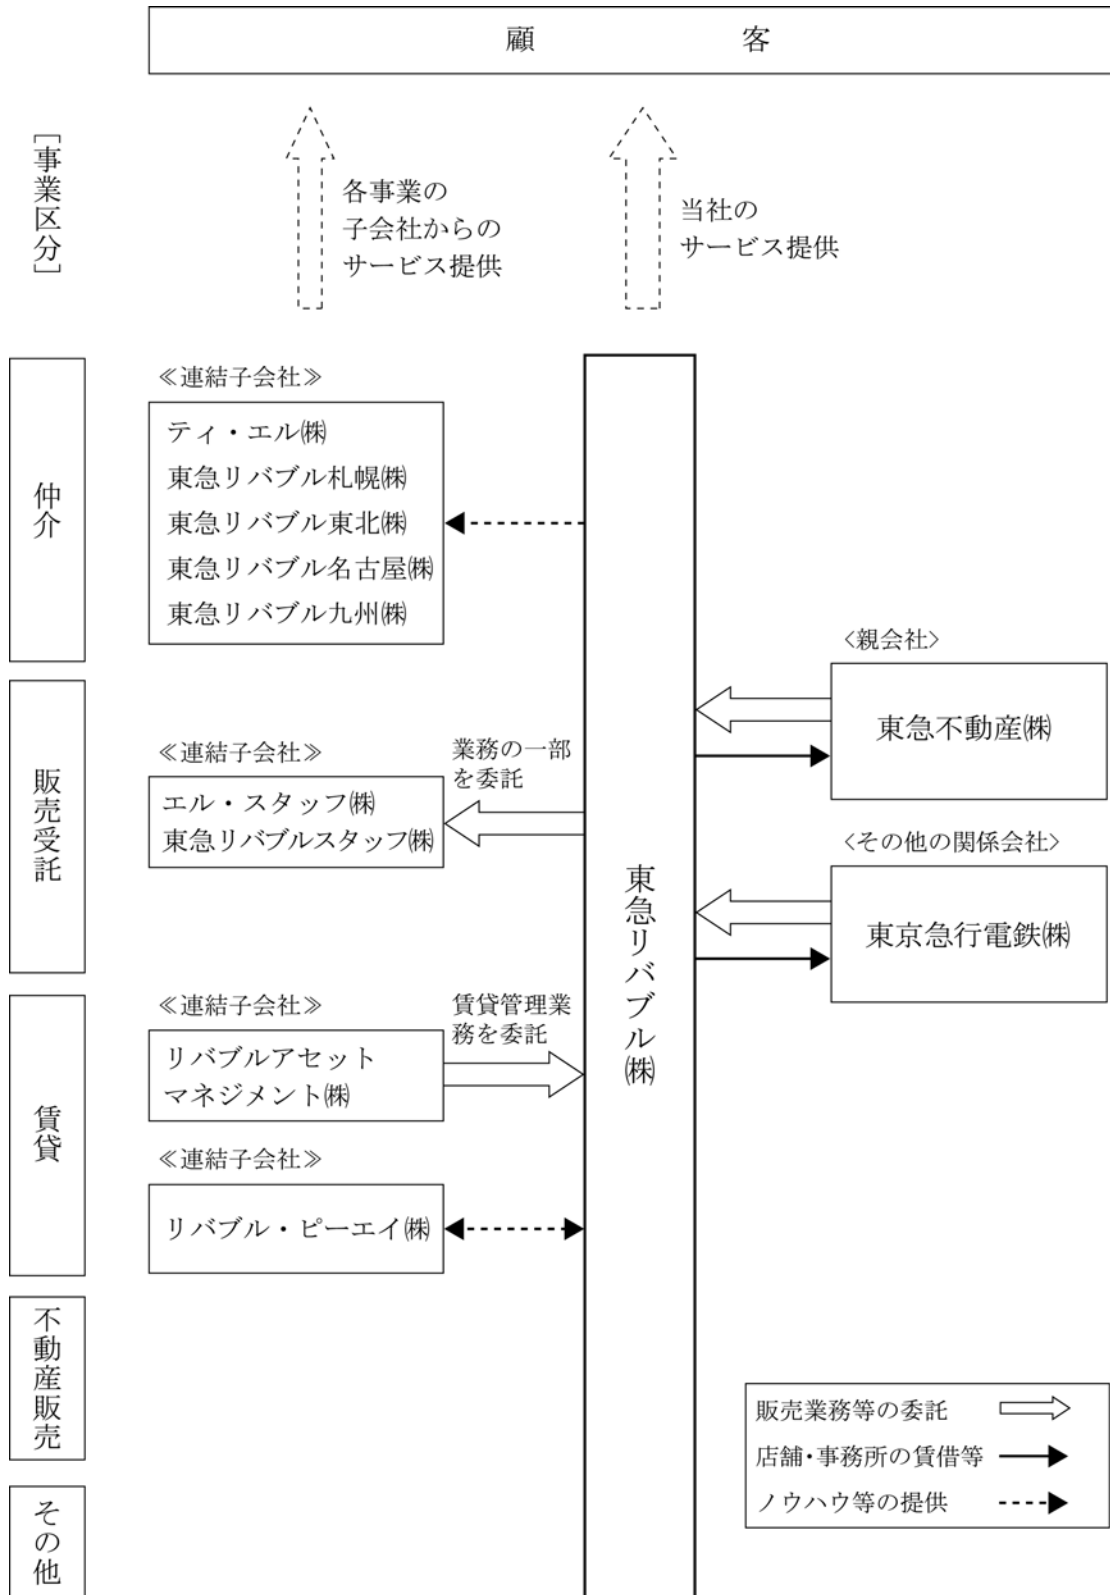 顧客
[事業区分]
各事業の
子会社からの
サービス提供
当社の
サービス提供
仲介
≪連結子会社≫
ティ・エル㈱
東急リバブル札幌㈱
東急リバブル東北㈱
東急リバブル名古屋㈱
東急リバブル九州㈱
<親会社>
東急不動産㈱
販売受託
≪連結子会社≫
エル・スタッフ㈱
東急リバブルスタッフ㈱
業務の一部
を委託
<その他の関係会社>
東京急行電鉄㈱
東急リバブル㈱
賃貸
≪連結子会社≫
リバブルアセット
マネジメント㈱
賃貸管理業
務を委託
≪連結子会社≫
リバブル・ピーエイ㈱
不動産販売
その他
販売業務等の委託
店舗・事務所の賃借等
ノウハウ等の提供